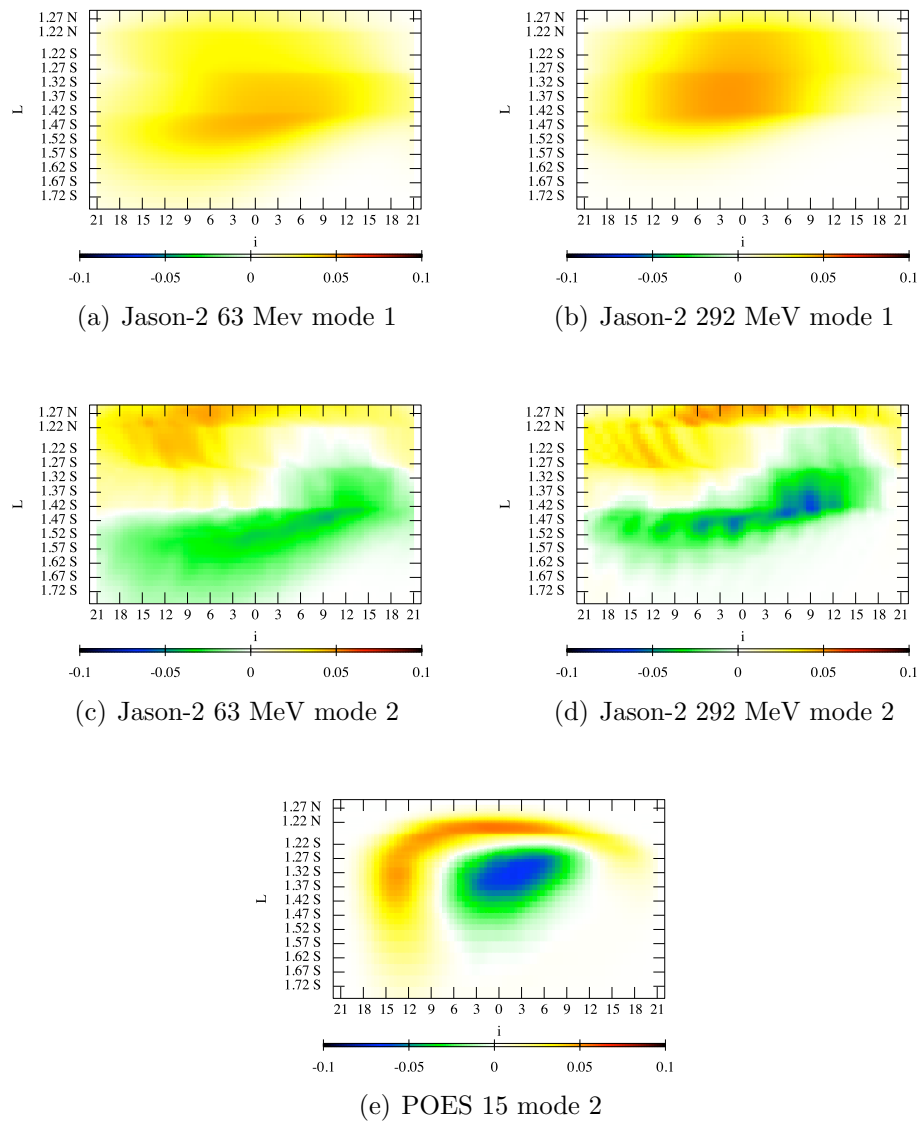 1.27 N
1.22 N
1.22 S
1.27 S
1.32 S
1.37 S
1.42 S
1.47 S
1.52 S
1.57 S
1.62 S
1.67 S
1.72 S
L
21 18 15 12 9 6 3 0 3 6 9 12 15 18 21
i
-0.1 -0.05 0 0.05 0.1
(a) Jason-2 63 Mev mode 1
1.27 N
1.22 N
1.22 S
1.27 S
1.32 S
1.37 S
1.42 S
1.47 S
1.52 S
1.57 S
1.62 S
1.67 S
1.72 S
L
21 18 15 12 9 6 3 0 3 6 9 12 15 18 21
i
-0.1 -0.05 0 0.05 0.1
(b) Jason-2 292 MeV mode 1
1.27 N
1.22 N
1.22 S
1.27 S
1.32 S
1.37 S
1.42 S
1.47 S
1.52 S
1.57 S
1.62 S
1.67 S
1.72 S
L
21 18 15 12 9 6 3 0 3 6 9 12 15 18 21
i
-0.1 -0.05 0 0.05 0.1
(c) Jason-2 63 MeV mode 2
1.27 N
1.22 N
1.22 S
1.27 S
1.32 S
1.37 S
1.42 S
1.47 S
1.52 S
1.57 S
1.62 S
1.67 S
1.72 S
L
21 18 15 12 9 6 3 0 3 6 9 12 15 18 21
i
-0.1 -0.05 0 0.05 0.1
(d) Jason-2 292 MeV mode 2
1.27 N
1.22 N
1.22 S
1.27 S
1.32 S
1.37 S
1.42 S
1.47 S
1.52 S
1.57 S
1.62 S
1.67 S
1.72 S
L
21 18 15 12 9 6 3 0 3 6 9 12 15 18 21
i
-0.1 -0.05 0 0.05 0.1
(e) POES 15 mode 2